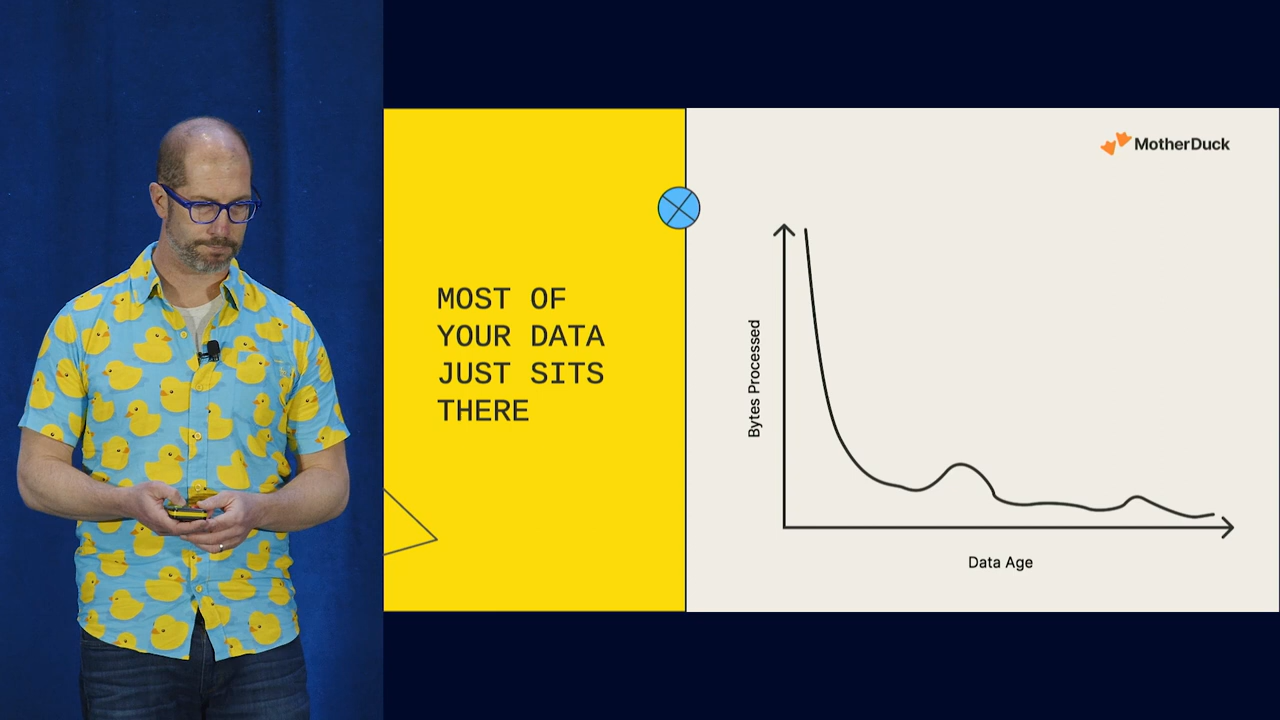 MOST OF
YOUR DATA
JUST SITS
THERE
MotherDuck
Bytes Processed
Data Age